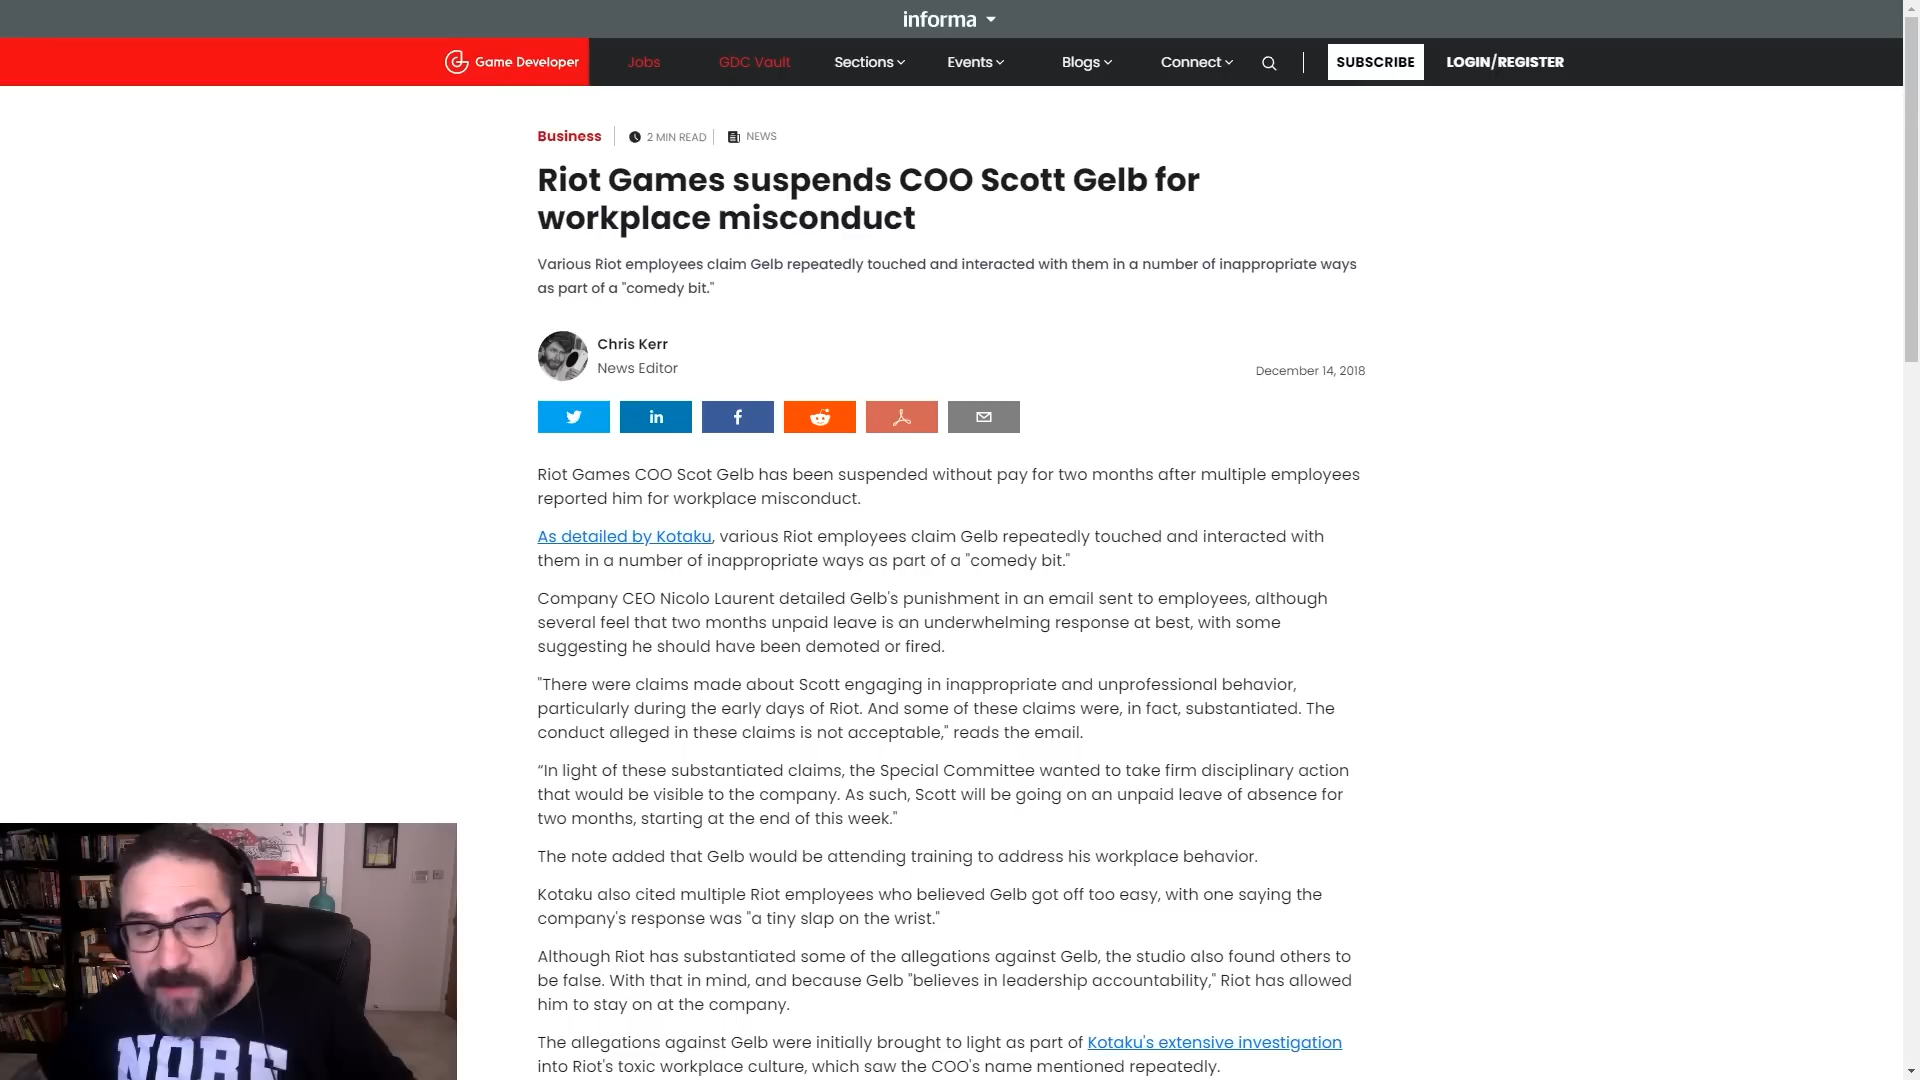 informa
Game Developer
Jobs
GDC Vault
Sections
Events
Blogs
Connect
SUBSCRIBE
LOGIN/REGISTER
Business
2 MIN READ
NEWS
Riot Games suspends COO Scott Gelb for
workplace misconduct
Various Riot employees claim Gelb repeatedly touched and interacted with them in a number of inappropriate ways
as part of a "comedy bit."
Chris Kerr
News Editor
December 14, 2018
in
f
Riot Games COO Scot Gelb has been suspended without pay for two months after multiple employees
reported him for workplace misconduct.
As detailed by Kotaku, various Riot employees claim Gelb repeatedly touched and interacted with
them in a number of inappropriate ways as part of a "comedy bit."
Company CEO Nicolo Laurent detailed Gelb's punishment in an email sent to employees, although
several feel that two months unpaid leave is an underwhelming response at best, with some
suggesting he should have been demoted or fired.
"There were claims made about Scott engaging in inappropriate and unprofessional behavior,
particularly during the early days of Riot. And some of these claims were, in fact, substantiated. The
conduct alleged in these claims is not acceptable," reads the email.
“In light of these substantiated claims, the Special Committee wanted to take firm disciplinary action
that would be visible to the company. As such, Scott will be going on an unpaid leave of absence for
two months, starting at the end of this week."
The note added that Gelb would be attending training to address his workplace behavior.
Kotaku also cited multiple Riot employees who believed Gelb got off too easy, with one saying the
company's response was "a tiny slap on the wrist."
Although Riot has substantiated some of the allegations against Gelb, the studio also found others to
be false. With that in mind, and because Gelb "believes in leadership accountability," Riot has allowed
him to stay on at the company.
The allegations against Gelb were initially brought to light as part of Kotaku's extensive investigation
into Riot's toxic workplace culture, which saw the COO's name mentioned repeatedly.